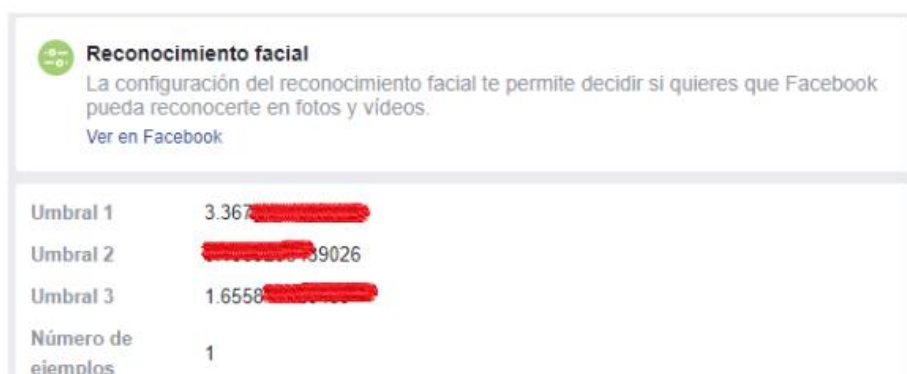 Reconocimiento facial
La configuración del reconocimiento facial te permite decidir si quieres que Facebook
pueda reconocerte en fotos y vídeos.
Ver en Facebook
Umbral 1 3.367
Umbral 2 39026
Umbral 3 1.6558
Número de
ejemplos 1